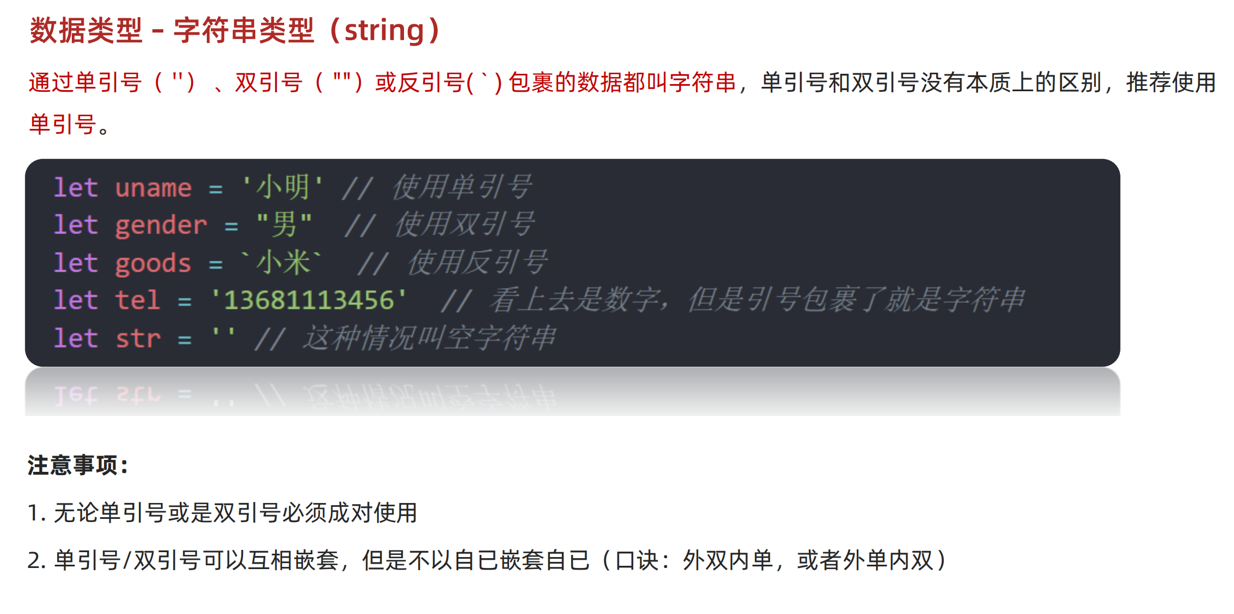 数据类型 – 字符串类型（string）
通过单引号（ ''） 、双引号（ ""）或反引号( ` ) 包裹的数据都叫字符串，单引号和双引号没有本质上的区别，推荐使用
单引号。
let uname = '小明' // 使用单引号
let gender = "男"  // 使用双引号
let goods = `小米`  // 使用反引号
let tel = '13681113456'  // 看上去是数字，但是引号包裹了就是字符串
let str = '' // 这种情况叫空字符串
注意事项：
1. 无论单引号或是双引号必须成对使用
2. 单引号/双引号可以互相嵌套，但是不以自已嵌套自已（口诀：外双内单，或者外单内双）